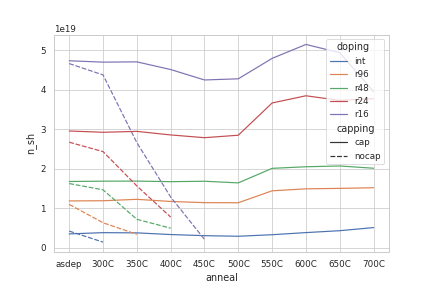 1e19
5
4
3
2
1
0
n_sh
doping
int
r96
r48
r24
r16
capping
cap
nocap
asdep 300C 350C 400C 450C 500C 550C 600C 650C 700C
anneal